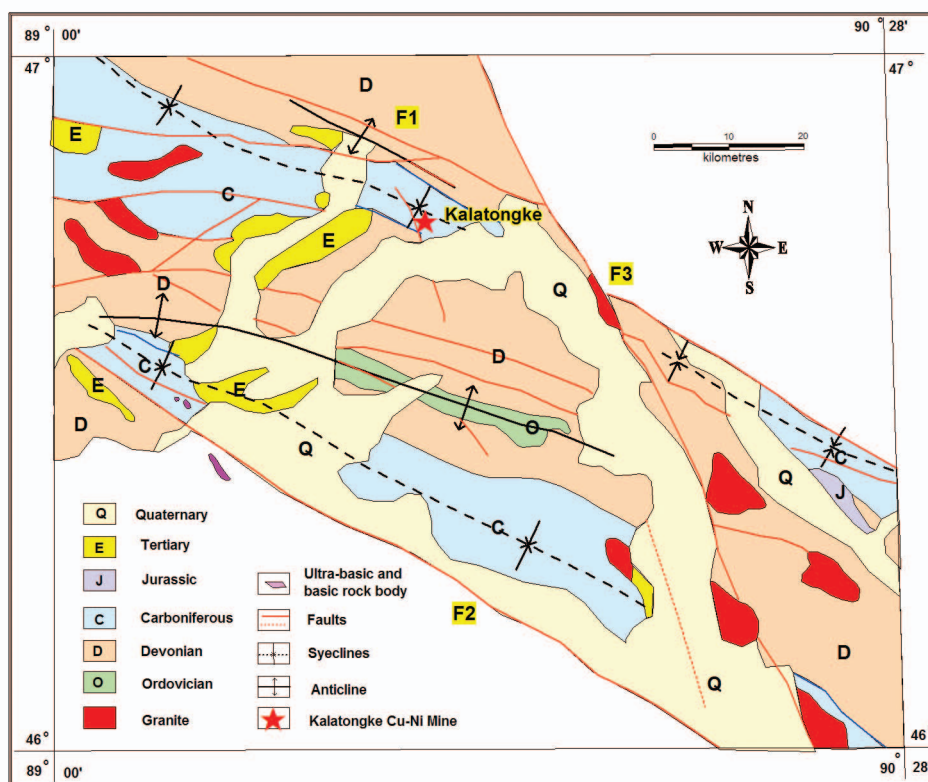 89° 00'
90° 28'
47°
47°
D
F1
E
0 10 20
kilometres
C
Kalatongke
N
W E
S
E
F3
D
Q
D
C
E
E
O
D
Q
C
Q
J
C
F2
Q
D
Q Quaternary
E Tertiary
J Jurassic
C Carboniferous
D Devonian
O Ordovician
Granite
Ultra-basic and
basic rock body
Faults
Syeclines
Anticline
Kalatongke Cu-Ni Mine
46°
46°
89° 00'
90° 28